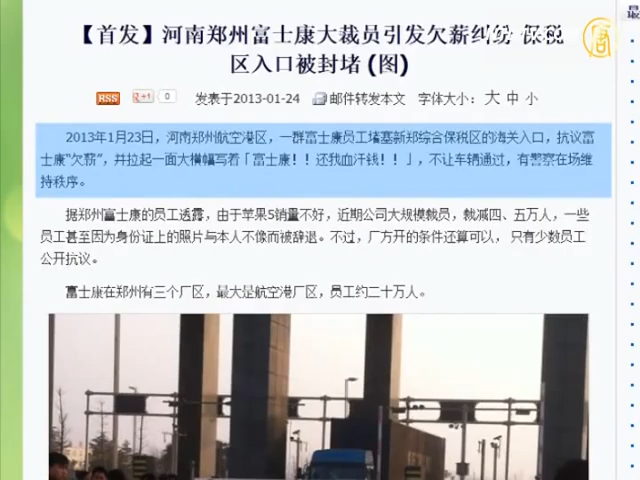 最
【首发】河南郑州富士康大裁员引发欠薪纠纷 保税
区入口被封堵 (图)
RSS +1 0 发表于2013-01-24 邮件转发本文 字体大小: 大 中 小
2013年1月23日，河南郑州航空港区，一群富士康员工堵塞新郑综合保税区的海关入口，抗议富
士康“欠薪”，并拉起一面大横幅写着「富士康！！还我血汗钱！！」，不让车辆通过，有警察在场维
持秩序。
据郑州富士康的员工透露，由于苹果5销量不好，近期公司大规模裁员，裁减四、五万人，一些
员工甚至因为身份证上的照片与本人不像而被辞退。不过，厂方开的条件还算可以，只有少数员工
公开抗议。
富士康在郑州有三个厂区，最大是航空港厂区，员工约二十万人。